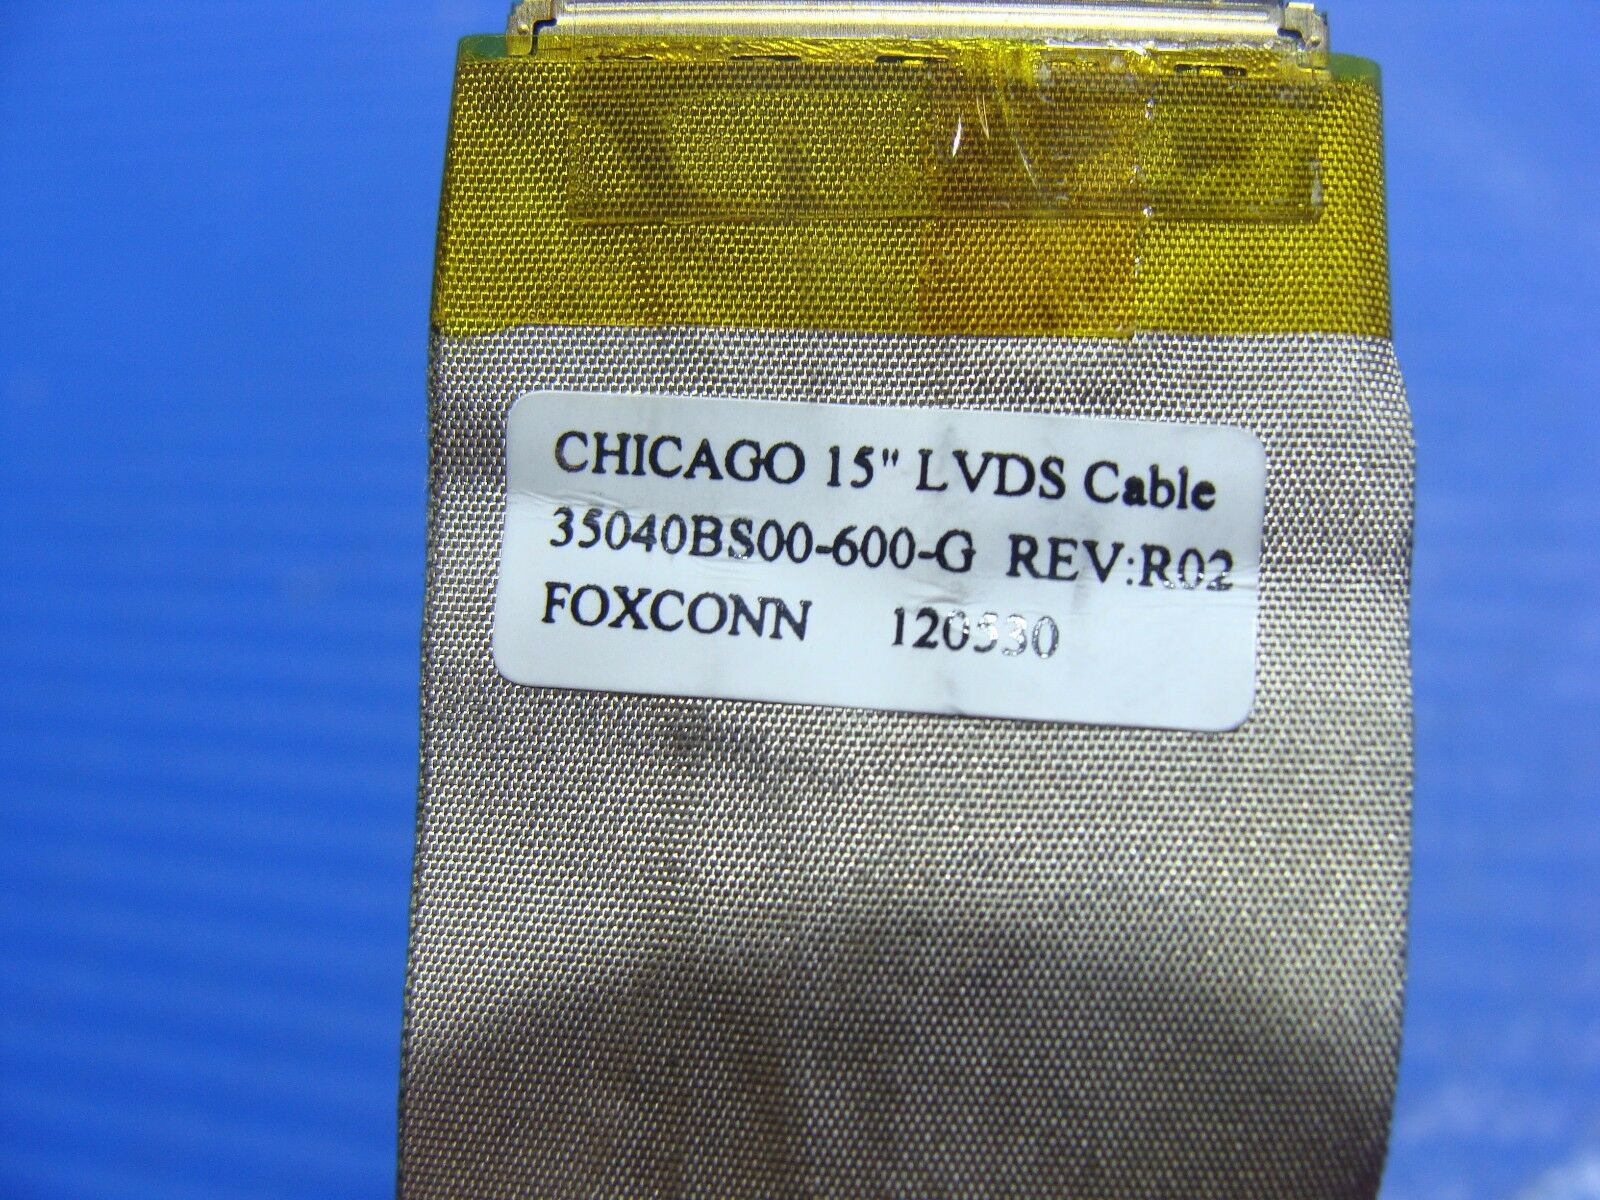 CHICAGO 15" LVDS Cable
35040BS00-600-G REV:R02
FOXCONN 120530